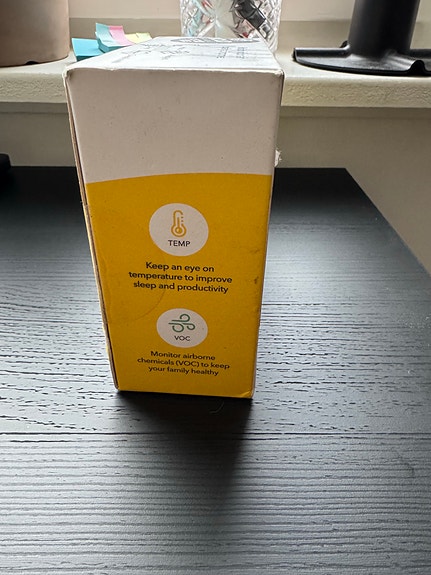 TEMP
Keep an eye on
temperature to improve
sleep and productivity
VOC
Monitor airborne
chemicals (VOC) to keep
your family healthy